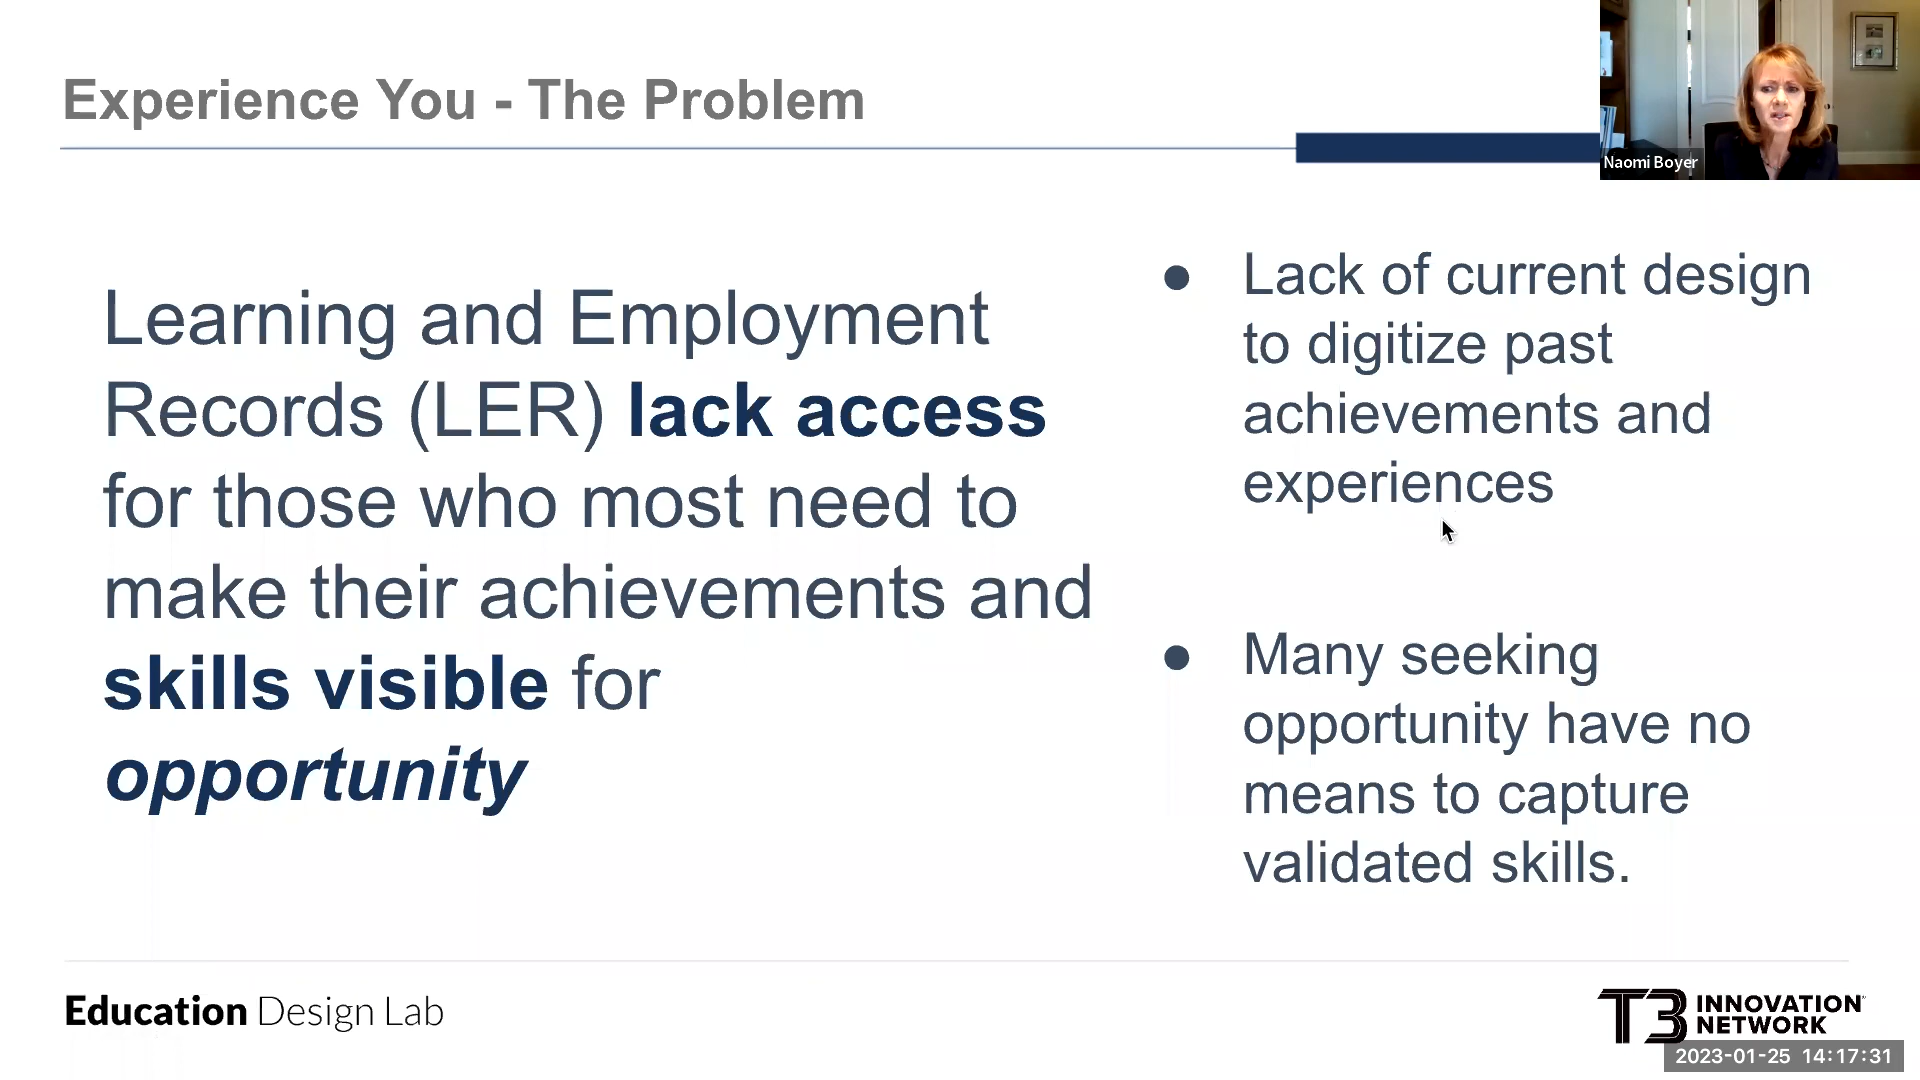 Experience You - The Problem
Naomi Boyer
Learning and Employment
Records (LER) lack access
for those who most need to
make their achievements and
skills visible for
opportunity
● Lack of current design
to digitize past
achievements and
experiences
● Many seeking
opportunity have no
means to capture
validated skills.
Education Design Lab
T3 INNOVATION
NETWORK
2023-01-25 14:17:31